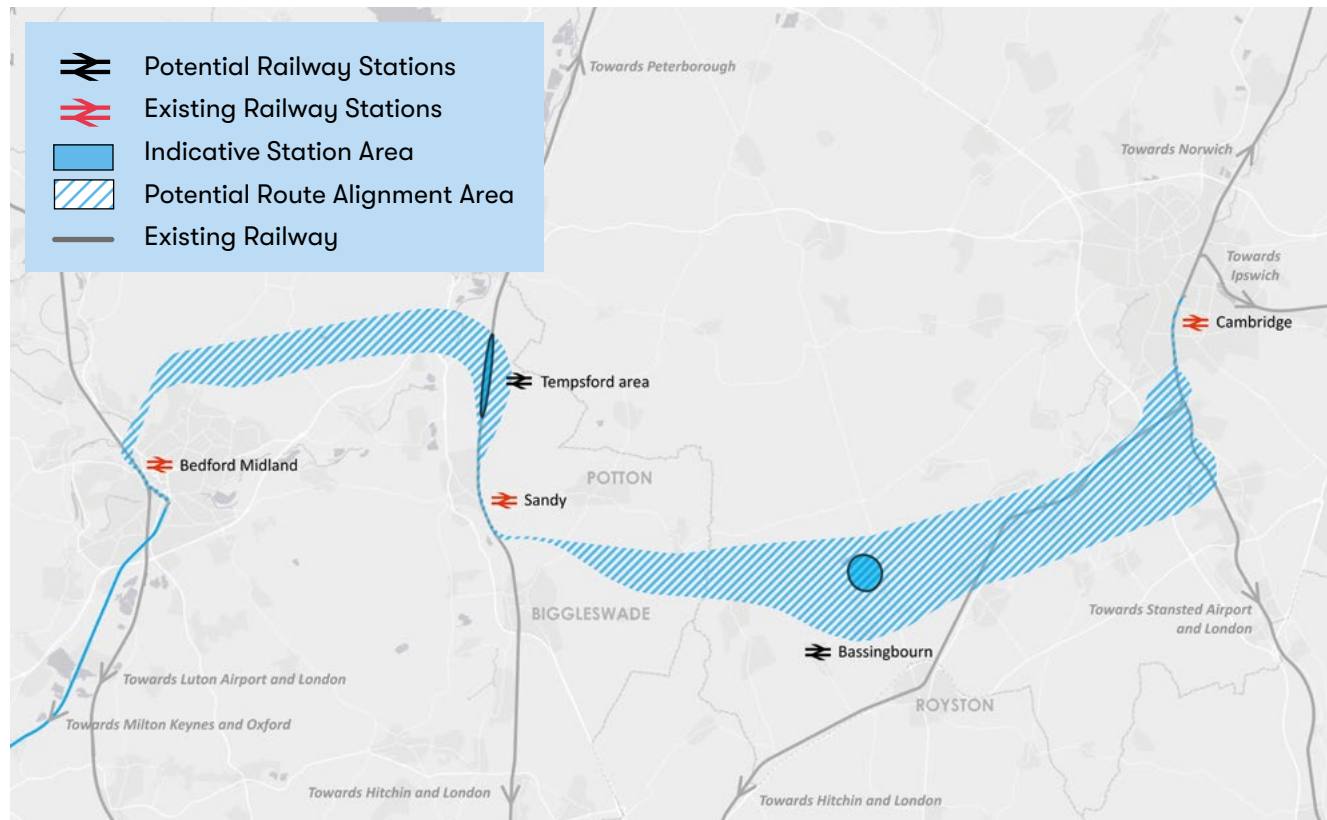 Potential Railway Stations
Existing Railway Stations
Indicative Station Area
Potential Route Alignment Area
Existing Railway
Towards Peterborough
Towards Norwich
Towards
Ipswich
Cambridge
Tempsford area
Bedford Midland
POTTON
Sandy
BIGGLESWADE
Towards Stansted Airport
and London
Bassingbourn
Towards Luton Airport and London
ROYSTON
Towards Milton Keynes and Oxford
Towards Hitchin and London
Towards Hitchin and London